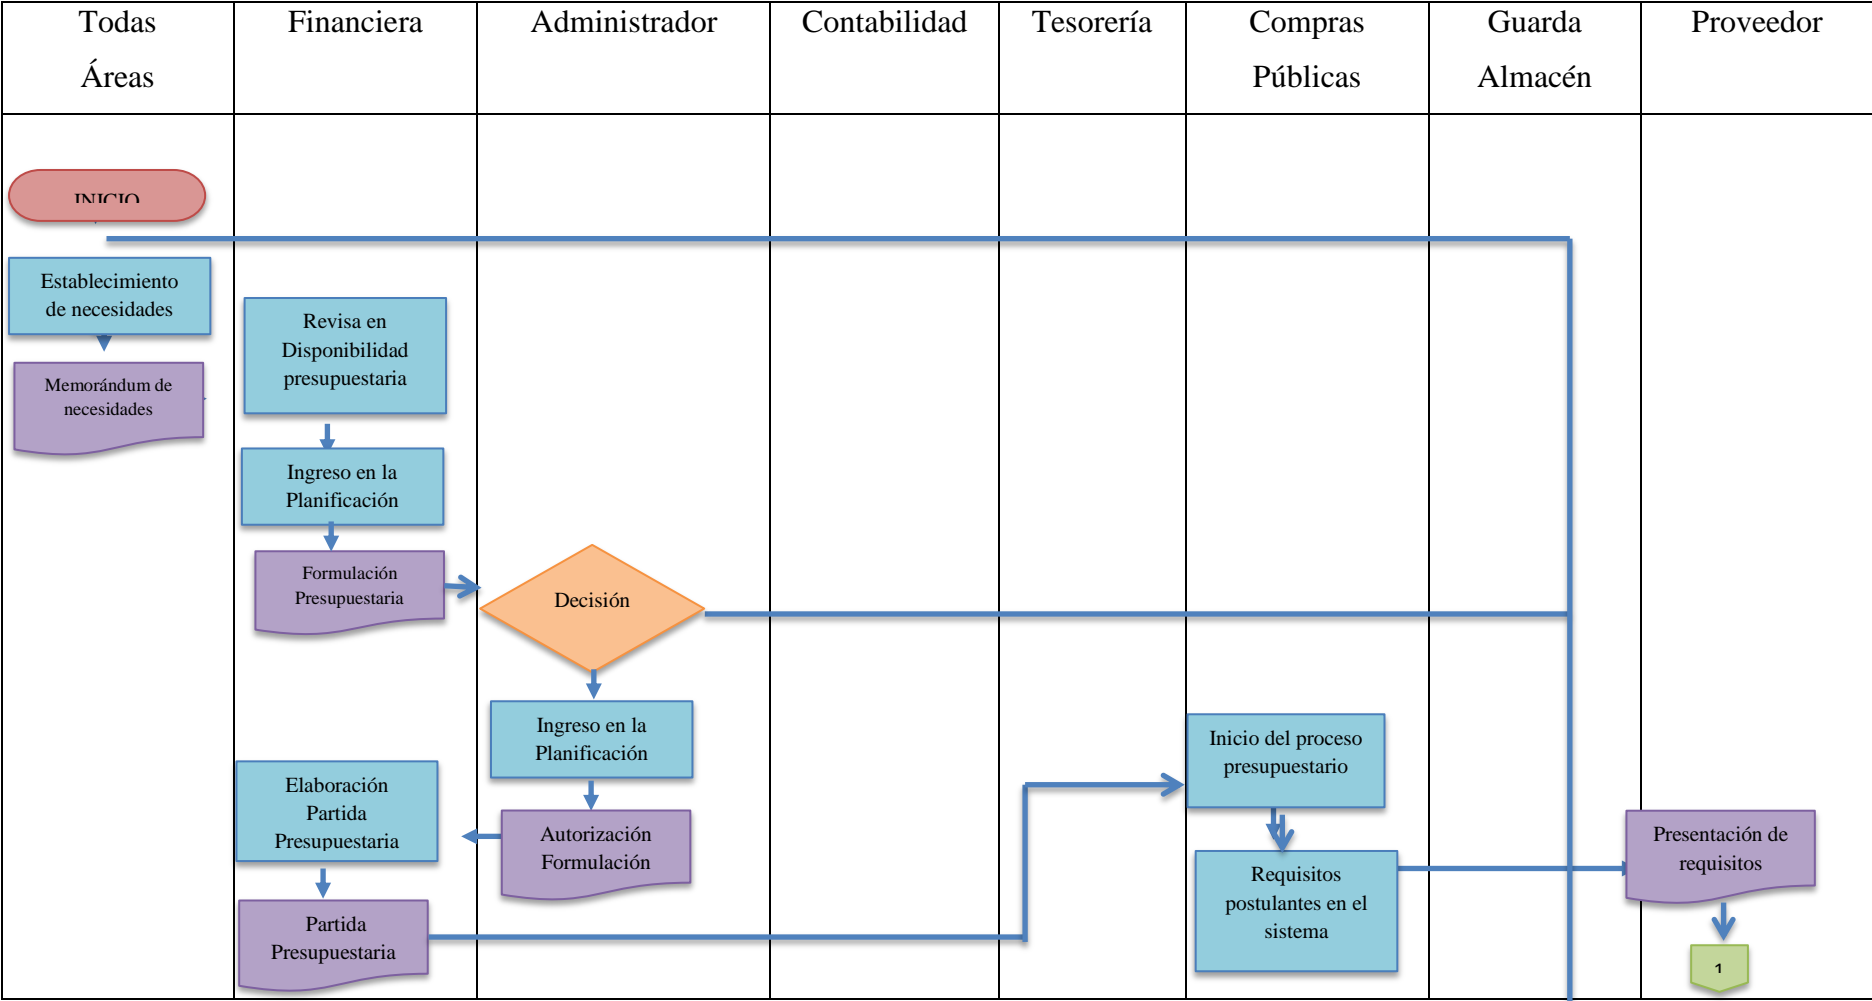 Todas
Áreas
Financiera
Administrador
Contabilidad
Tesorería
Compras
Públicas
Guarda
Almacén
Proveedor
INICIO
Establecimiento
de necesidades
Memorándum de
necesidades
Revisa en
Disponibilidad
presupuestaria
Ingreso en la
Planificación
Formulación
Presupuestaria
Decisión
Ingreso en la
Planificación
Autorización
Formulación
Elaboración
Partida
Presupuestaria
Partida
Presupuestaria
Inicio del proceso
presupuestario
Requisitos
postulantes en el
sistema
Presentación de
requisitos
1